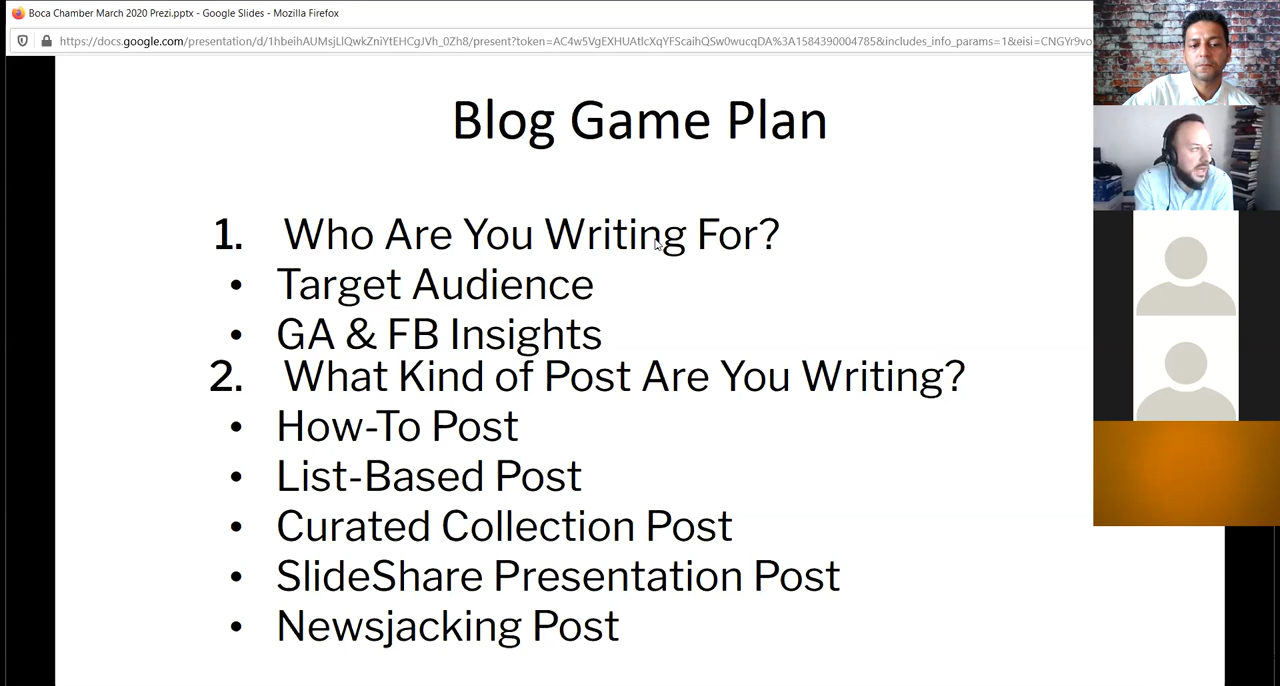 Boca Chamber March 2020 Prezi.pptx - Google Slides - Mozilla Firefox
https://docs.google.com/presentation/d/1hbeihAUMsjLlQwkZniYtEHCgJVh_0Zh8/present?token=AC4w5VgEXHUAtlcXqYFScaihQSw0wucqDA%3A1584390004785&includes_info_params=1&eisi=CNGYr9vo
Blog Game Plan
1. Who Are You Writing For?
• Target Audience
• GA & FB Insights
2. What Kind of Post Are You Writing?
• How-To Post
• List-Based Post
• Curated Collection Post
• SlideShare Presentation Post
• Newsjacking Post